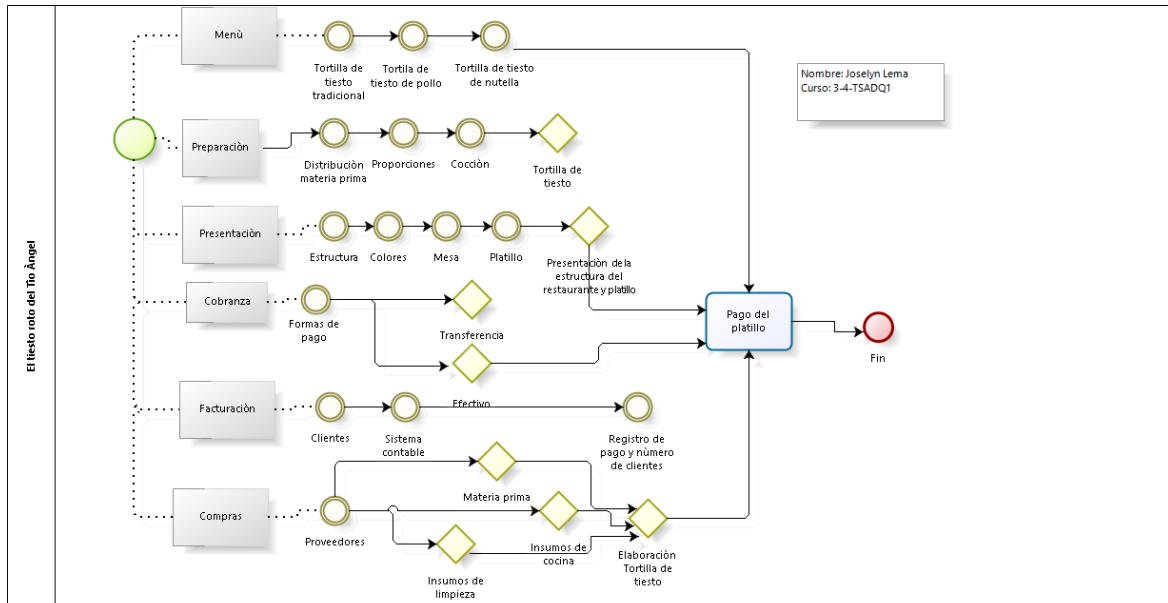 El tiesto roto del Tìo Àngel
Menù
Tortilla de
tiesto
tradicional
Tortila de
tiesto de pollo
Tortilla de tiesto
de nutella
Nombre: Joselyn Lema
Curso: 3-4-TSADQ1
Preparaciòn
Distribuciòn
materia prima
Proporciones
Cocciòn
Tortilla de
tiesto
Presentaciòn
Estructura
Colores
Mesa
Platillo
Presentaciòn de la
estructura del
restaurante y platillo
Cobranza
Formas de
pago
Transferencia
Efectivo
Pago del
platillo
Fin
Facturaciòn
Clientes
Sistema
contable
Registro de
pago y nùmero
de clientes
Compras
Proveedores
Materia prima
Insumos de
cocina
Insumos de
limpieza
Elaboraciòn
Tortilla de
tiesto